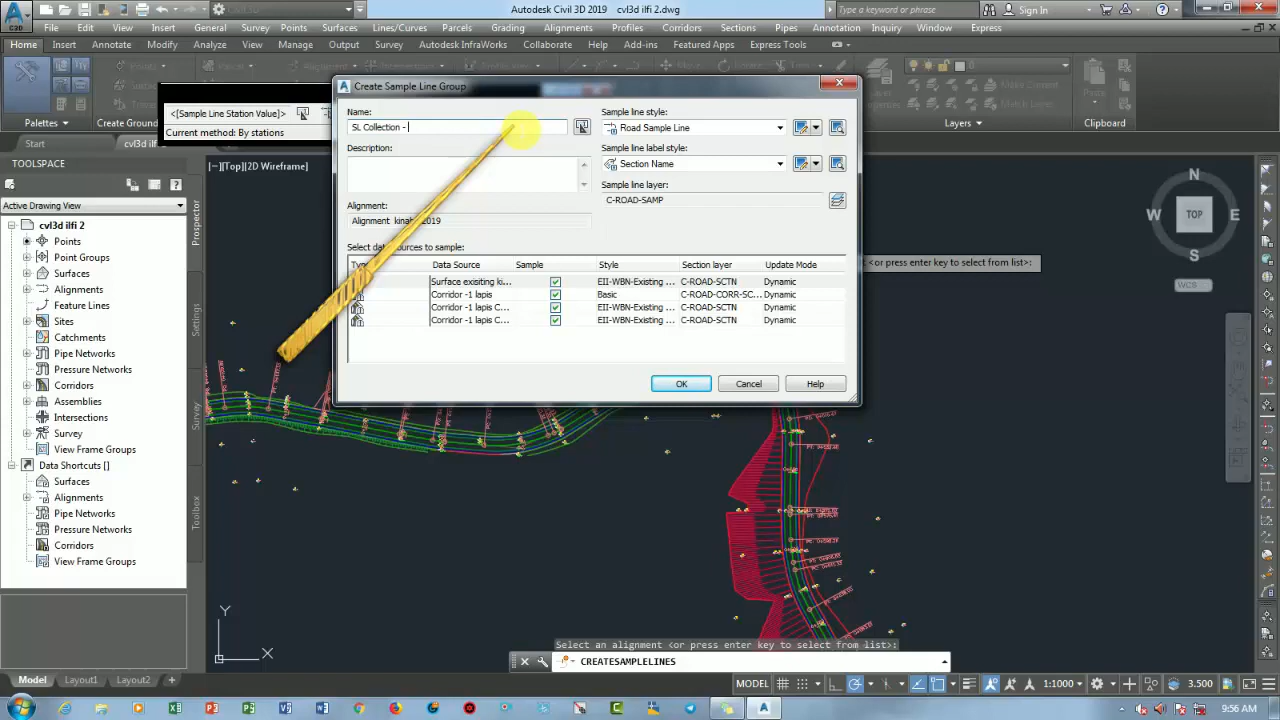 Autodesk Civil 3D 2019 cvl3d ilfi 2.dwg
Type a keyword or phrase
Sign In
File Edit View Insert General Survey Points Surfaces Lines/Curves Parcels Grading Alignments Profiles Corridors Sections Pipes Annotation Inquiry Window Express
Home Insert Annotate Modify Analyze View Manage Output Survey Autodesk InfraWorks Collaborate Help Add-ins Featured Apps Express Tools
Palettes
Create Ground
Layers
Clipboard
<[Sample Line Station Value]>
Current method: By stations
Start
TOOLSPACE
Active Drawing View
cvl3d ilfi 2
Points
Point Groups
Surfaces
Alignments
Feature Lines
Sites
Catchments
Pipe Networks
Pressure Networks
Corridors
Assemblies
Intersections
Survey
View Frame Groups
Data Shortcuts []
Surfaces
Alignments
Pipe Networks
Pressure Networks
Corridors
View Frame Groups
Prospector
Settings
Survey
Toolbox
[−][Top][2D Wireframe]
Create Sample Line Group
Name:
SL Collection -
Description:
Alignment:
Sample line style:
Road Sample Line
Sample line label style:
Section Name
Sample line layer:
C-ROAD-SAMP
Data Source Sample Style Section layer Update Mode
Surface exisiting ki... EII-WBN-Existing ... C-ROAD-SCTN Dynamic
Corridor -1 lapis Basic C-ROAD-CORR-SC... Dynamic
Corridor -1 lapis C... EII-WBN-Existing ... C-ROAD-SCTN Dynamic
Corridor -1 lapis C... EII-WBN-Existing ... C-ROAD-SCTN Dynamic
OK Cancel Help
<or press enter key to select from list>:
N
W TOP E
S
WCS
Y
X
Select an alignment <or press enter key to select from list>:
CREATESAMPLELINES
Model Layout1 Layout2 +
MODEL
1:1000
3.500
9:56 AM